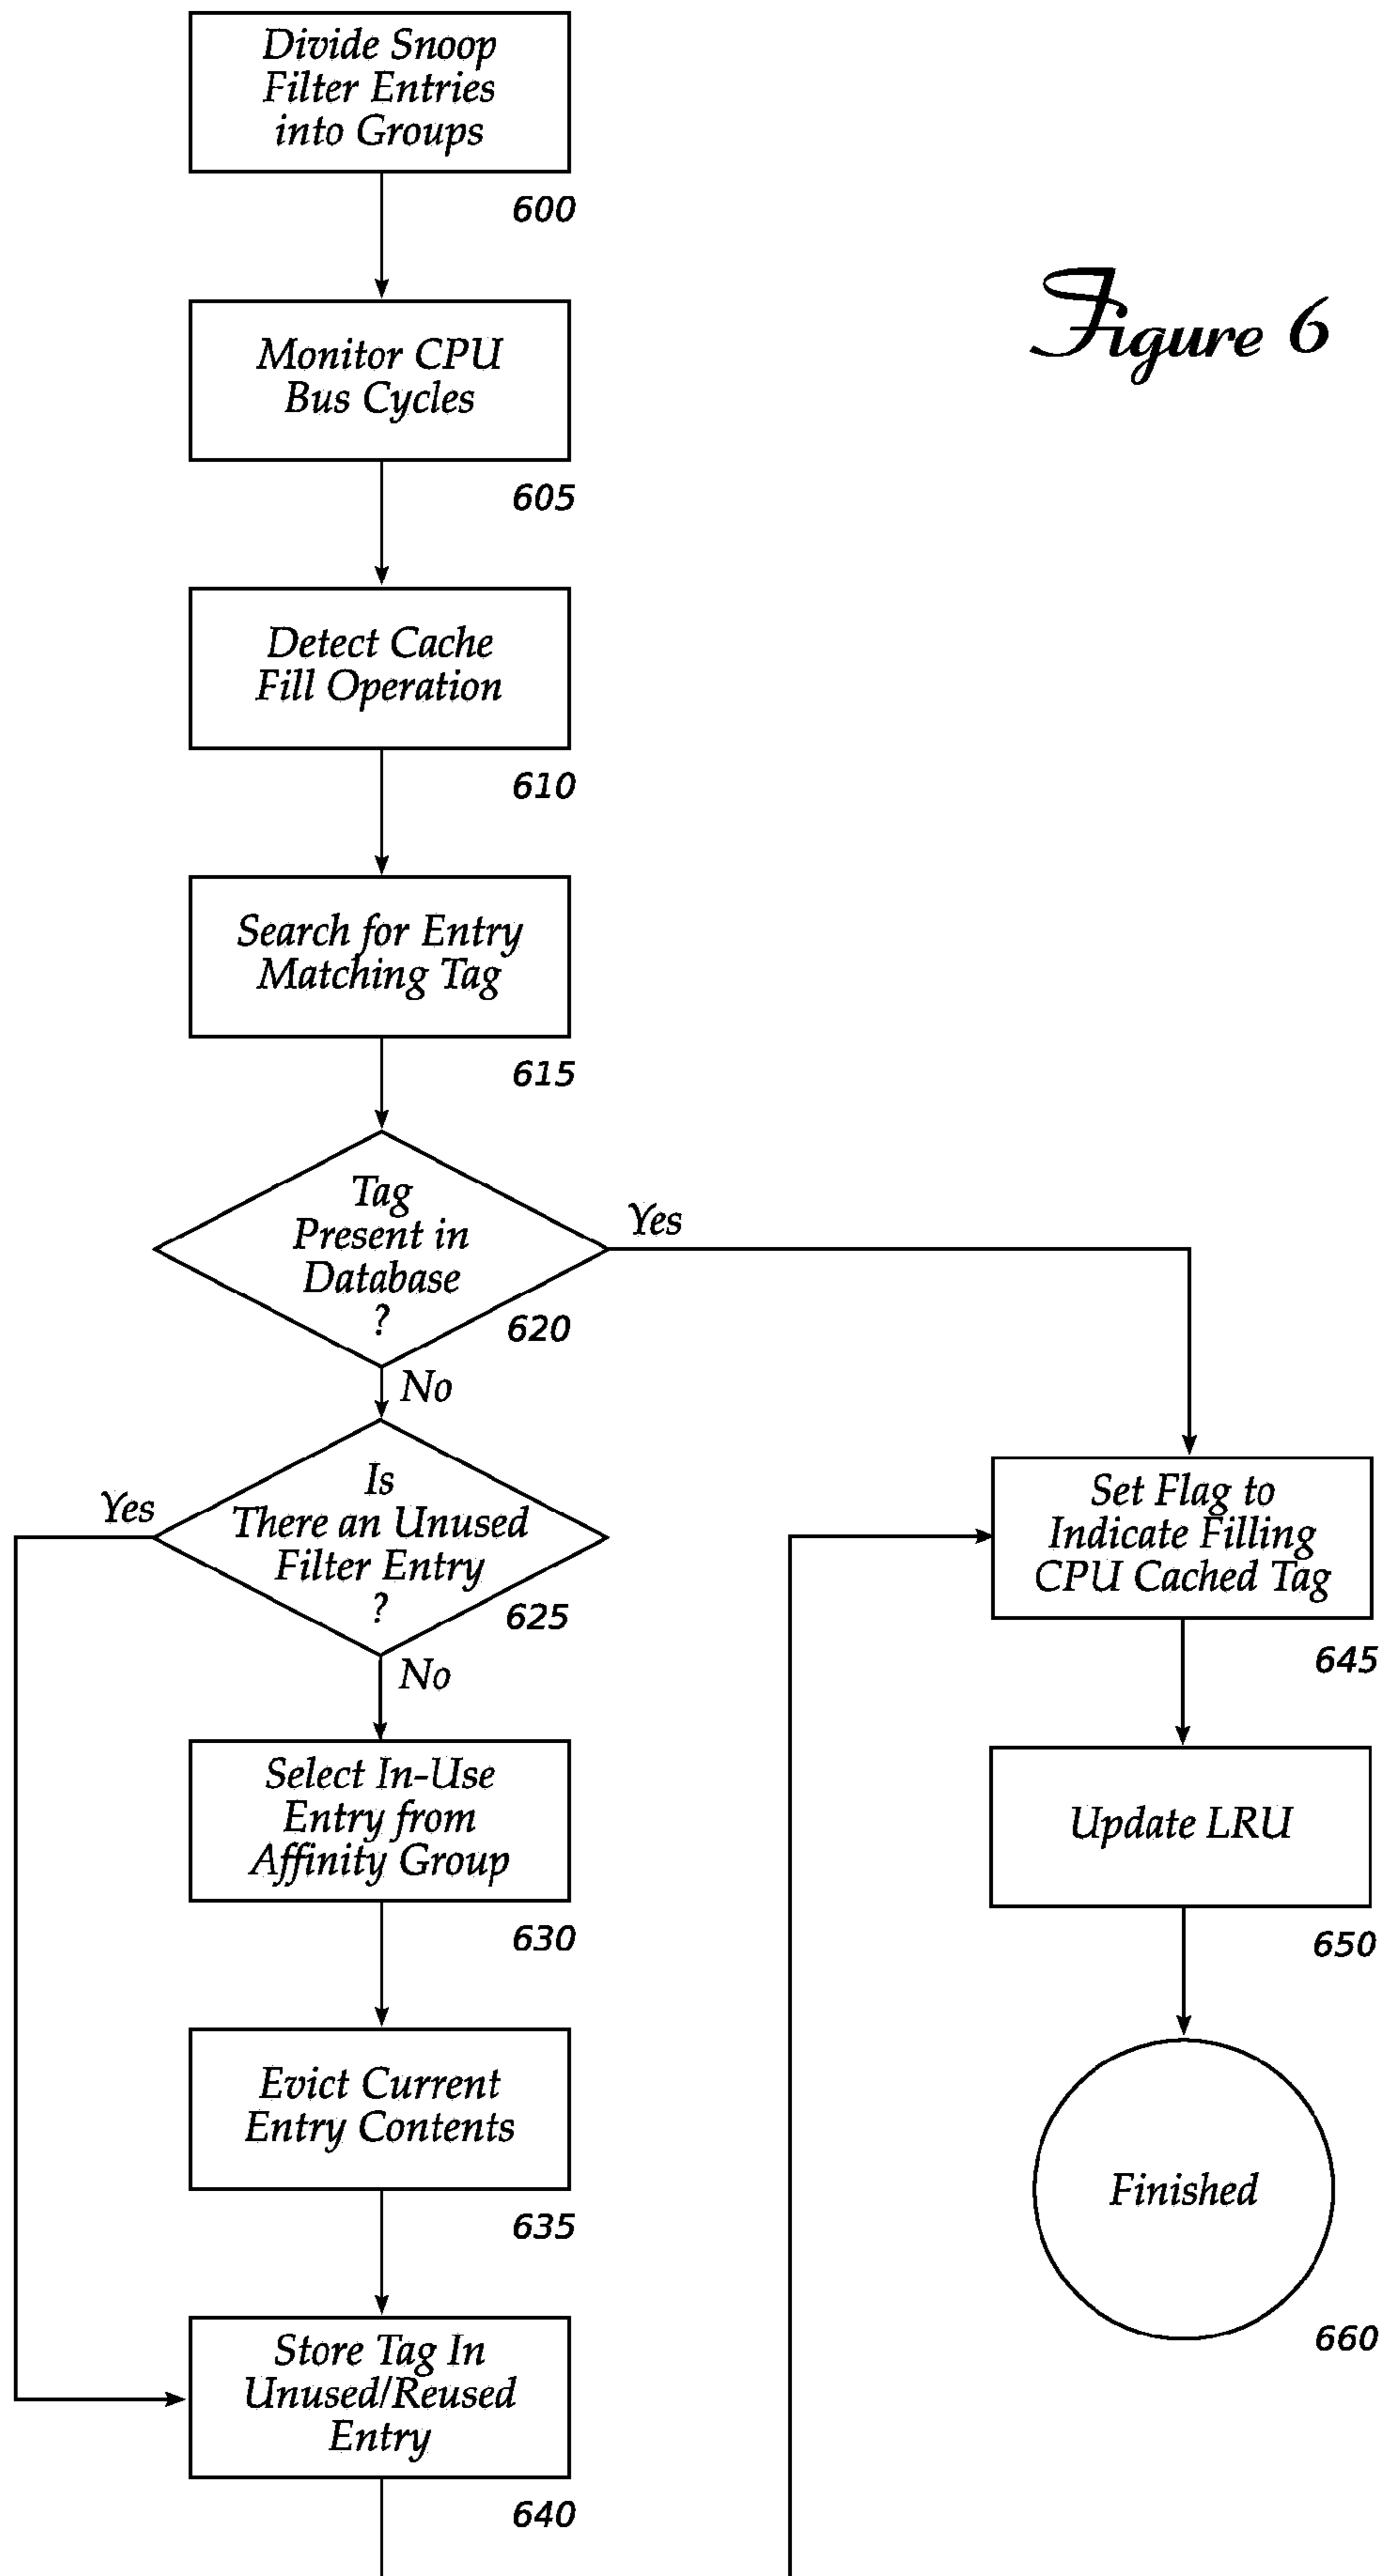 Divide Snoop
Filter Entries
into Groups
600
Figure 6
Monitor CPU
Bus Cycles
605
Detect Cache
Fill Operation
610
Search for Entry
Matching Tag
615
Tag
Present in
Database
?
620
Yes
No
Is
There an Unused
Filter Entry
?
625
Yes
No
Select In-Use
Entry from
Affinity Group
630
Evict Current
Entry Contents
635
Store Tag In
Unused/Reused
Entry
640
Set Flag to
Indicate Filling
CPU Cached Tag
645
Update LRU
650
Finished
660